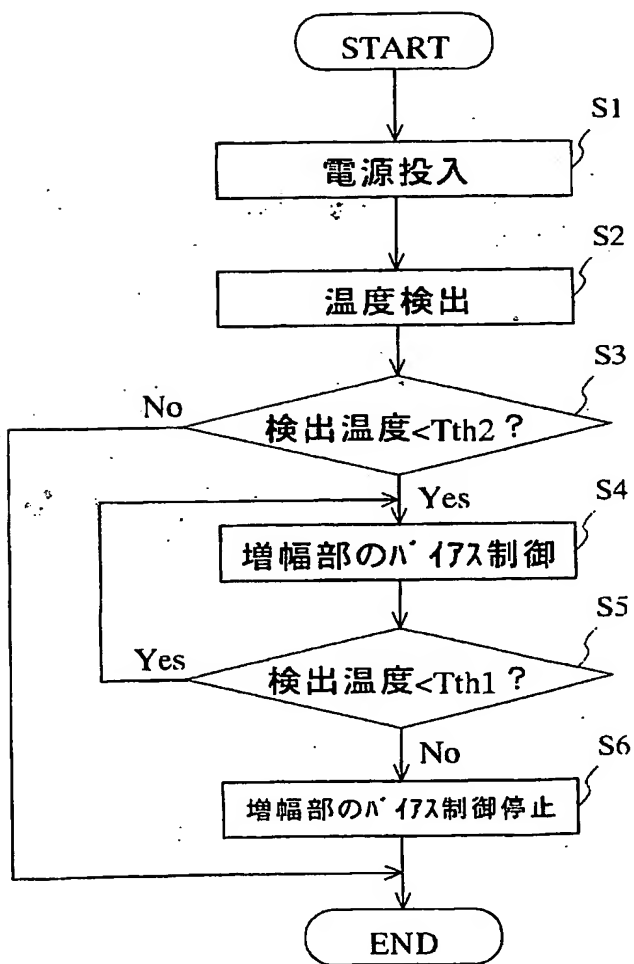 START
S1
電源投入
S2
温度検出
S3
No
検出温度<Tth2?
Yes
S4
増幅部のバイアス制御
S5
Yes
検出温度<Tth1?
No
S6
増幅部のバイアス制御停止
END